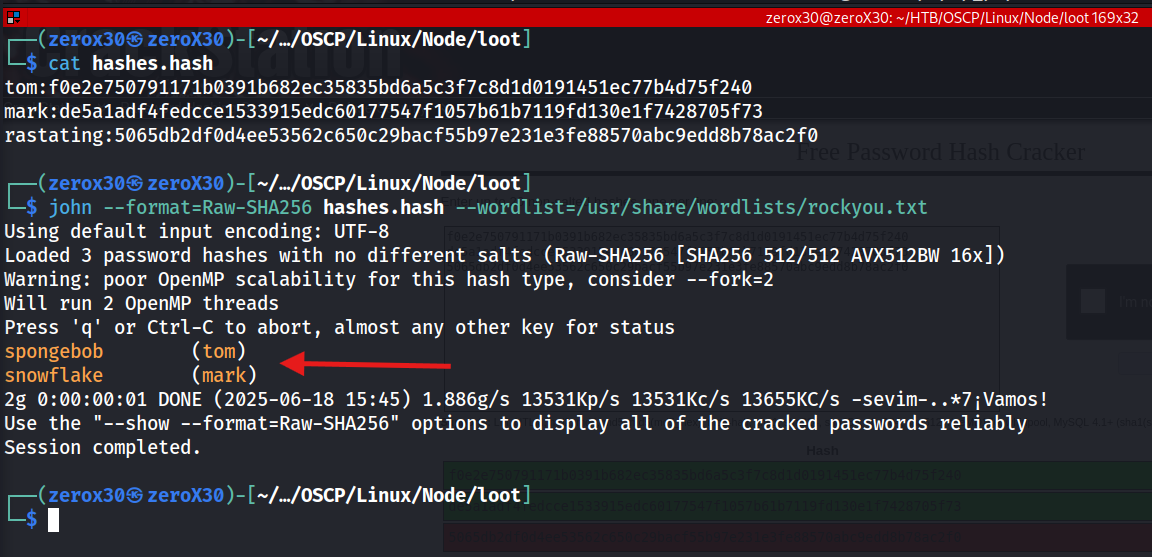 zerox30@zeroX30: ~/HTB/OSCP/Linux/Node/loot 169x32
┌──(zerox30㉿zeroX30)-[~/…/OSCP/Linux/Node/loot]
└─$ cat hashes.hash
tom:f0e2e750791171b0391b682ec35835bd6a5c3f7c8d1d0191451ec77b4d75f240
mark:de5a1adf4fedcce1533915edc60177547f1057b61b7119fd130e1f7428705f73
rastating:5065db2df0d4ee53562c650c29bacf55b97e231e3fe88570abc9edd8b78ac2f0
┌──(zerox30㉿zeroX30)-[~/…/OSCP/Linux/Node/loot]
└─$ john --format=Raw-SHA256 hashes.hash --wordlist=/usr/share/wordlists/rockyou.txt
Using default input encoding: UTF-8
Loaded 3 password hashes with no different salts (Raw-SHA256 [SHA256 512/512 AVX512BW 16x])
Warning: poor OpenMP scalability for this hash type, consider --fork=2
Will run 2 OpenMP threads
Press 'q' or Ctrl-C to abort, almost any other key for status
spongebob        (tom)
snowflake        (mark)
2g 0:00:00:01 DONE (2025-06-18 15:45) 1.886g/s 13531Kp/s 13531Kc/s 13655KC/s -sevim-..*7¡Vamos!
Use the "--show --format=Raw-SHA256" options to display all of the cracked passwords reliably
Session completed.
┌──(zerox30㉿zeroX30)-[~/…/OSCP/Linux/Node/loot]
└─$
Free Password Hash Cracker
Hash
f0e2e750791171b0391b682ec35835bd6a5c3f7c8d1d0191451ec77b4d75f240